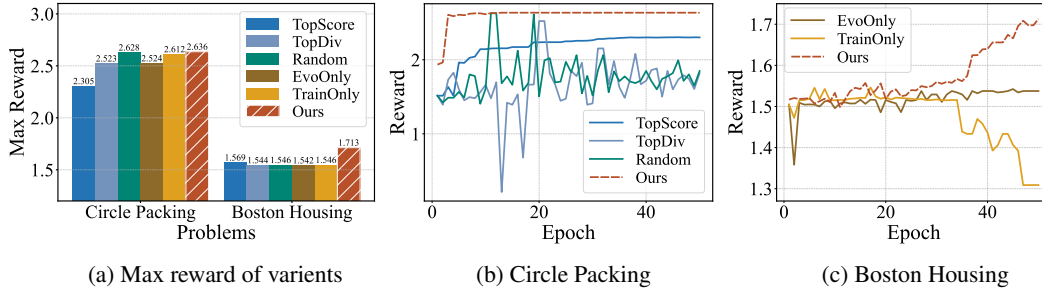 3.0
2.5
2.0
1.5
Max Reward
2.305
2.523
2.628
2.524
2.612
2.636
1.569
1.544
1.546
1.542
1.546
1.713
TopScore
TopDiv
Random
EvoOnly
TrainOnly
Ours
Circle Packing
Boston Housing
Problems
(a) Max reward of varients
2
1
Reward
TopScore
TopDiv
Random
Ours
0
20
40
Epoch
(b) Circle Packing
1.7
1.6
1.5
1.4
1.3
Reward
EvoOnly
TrainOnly
Ours
0
20
40
Epoch
(c) Boston Housing